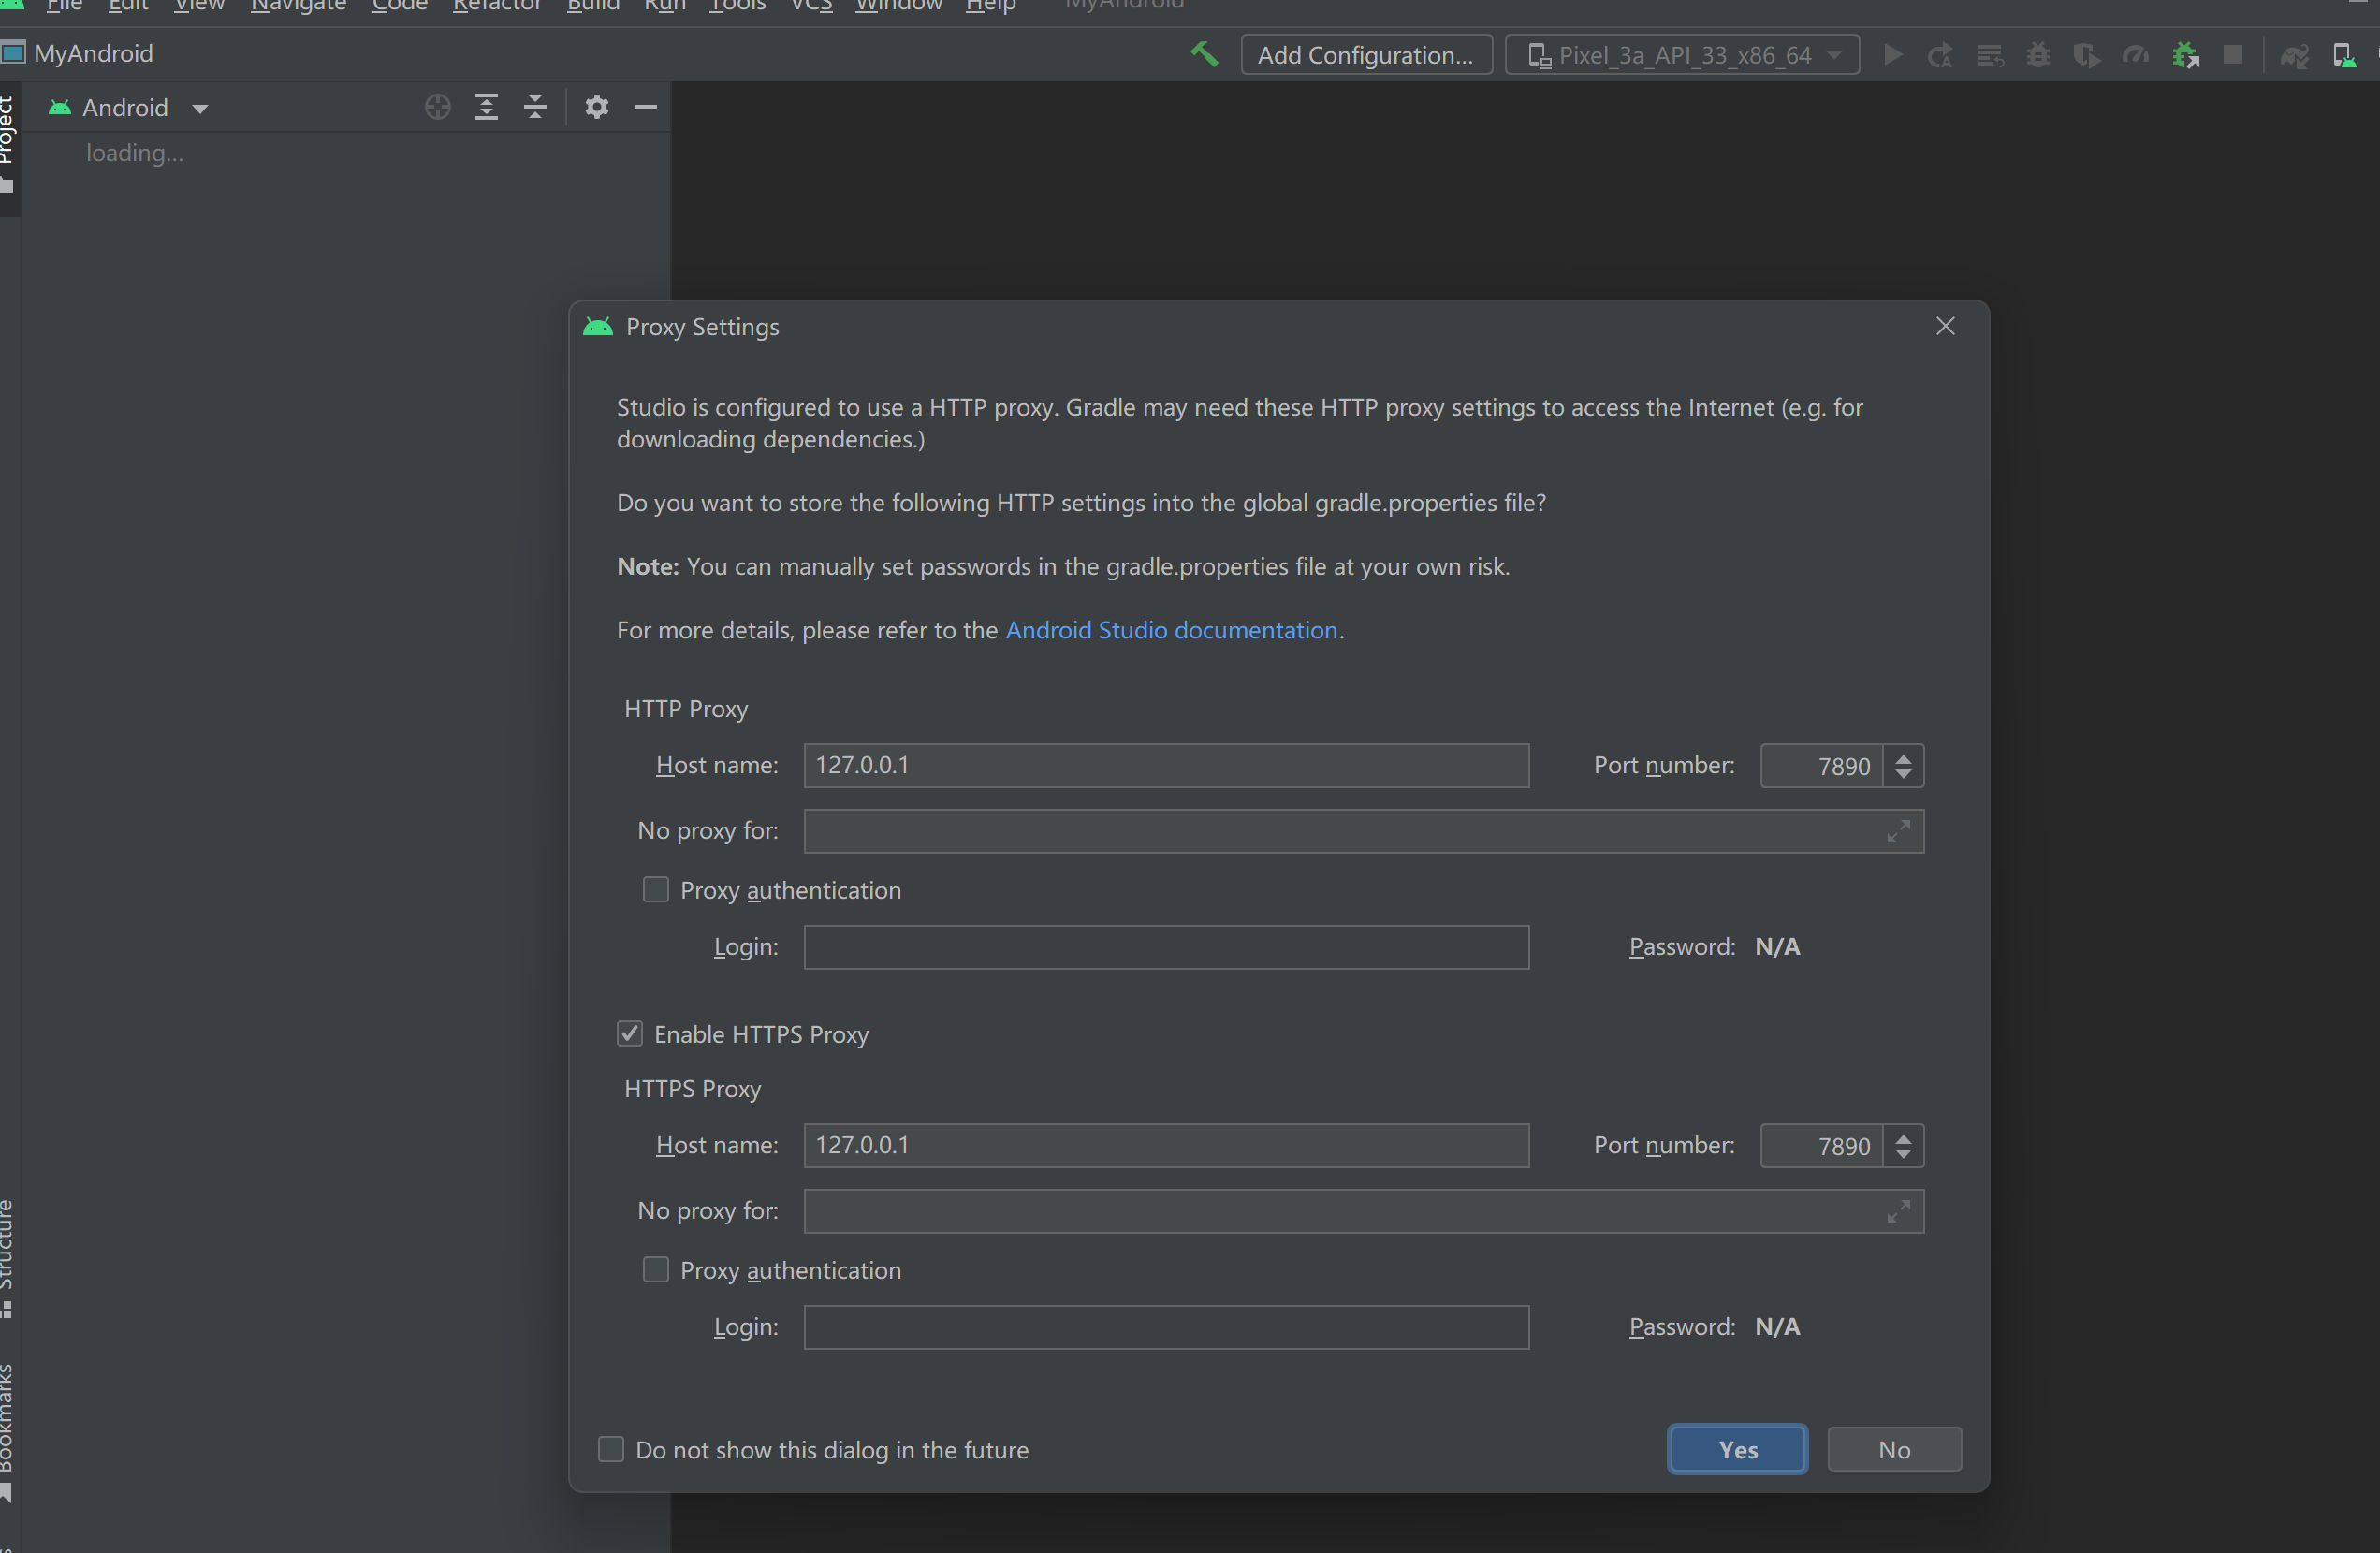 File Edit View Navigate Code Refactor Build Run Tools VCS Window Help MyAndroid
MyAndroid
Add Configuration...
Pixel_3a_API_33_x86_64
Project
Android
loading...
Proxy Settings
Studio is configured to use a HTTP proxy. Gradle may need these HTTP proxy settings to access the Internet (e.g. for
downloading dependencies.)
Do you want to store the following HTTP settings into the global gradle.properties file?
Note: You can manually set passwords in the gradle.properties file at your own risk.
For more details, please refer to the Android Studio documentation.
HTTP Proxy
Host name: 127.0.0.1 Port number: 7890
No proxy for:
Proxy authentication
Login: Password: N/A
Enable HTTPS Proxy
HTTPS Proxy
Host name: 127.0.0.1 Port number: 7890
No proxy for:
Proxy authentication
Login: Password: N/A
Structure
Bookmarks
Do not show this dialog in the future
Yes
No